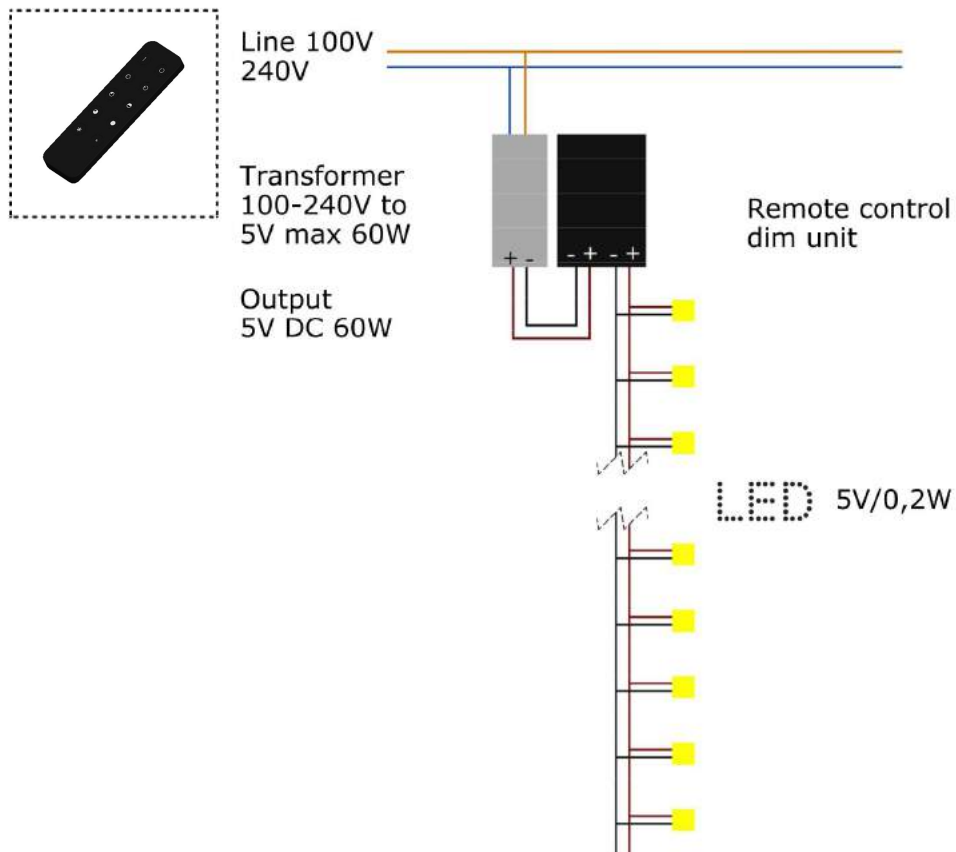 Line 100V
240V
Transformer
100-240V to
5V max 60W
+ -
- + - +
Remote control
dim unit
Output
5V DC 60W
LED 5V/0,2W